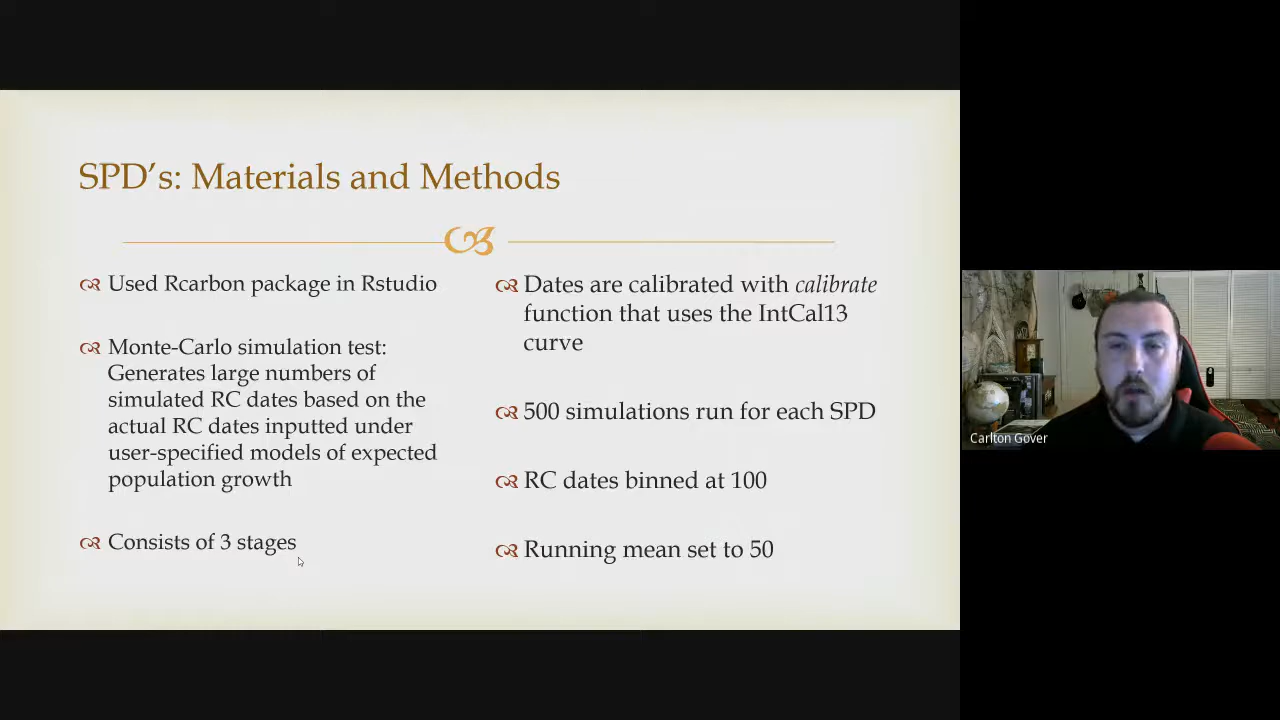 SPD's: Materials and Methods
Used Rcarbon package in Rstudio
Monte-Carlo simulation test:
Generates large numbers of
simulated RC dates based on the
actual RC dates inputted under
user-specified models of expected
population growth
Consists of 3 stages
Dates are calibrated with calibrate
function that uses the IntCal13
curve
500 simulations run for each SPD
RC dates binned at 100
Running mean set to 50
Carlton Gover